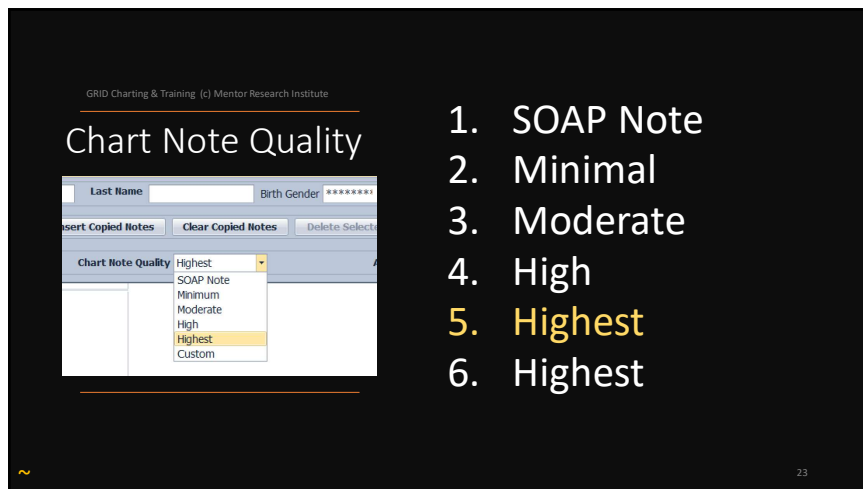 GRID Charting & Training (c) Mentor Research Institute
Chart Note Quality
Last Name
Birth Gender ********
sert Copied Notes
Clear Copied Notes
Delete Selecte
Chart Note Quality Highest
SOAP Note
Minimum
Moderate
High
Highest
Custom
1. SOAP Note
2. Minimal
3. Moderate
4. High
5. Highest
6. Highest
~
23